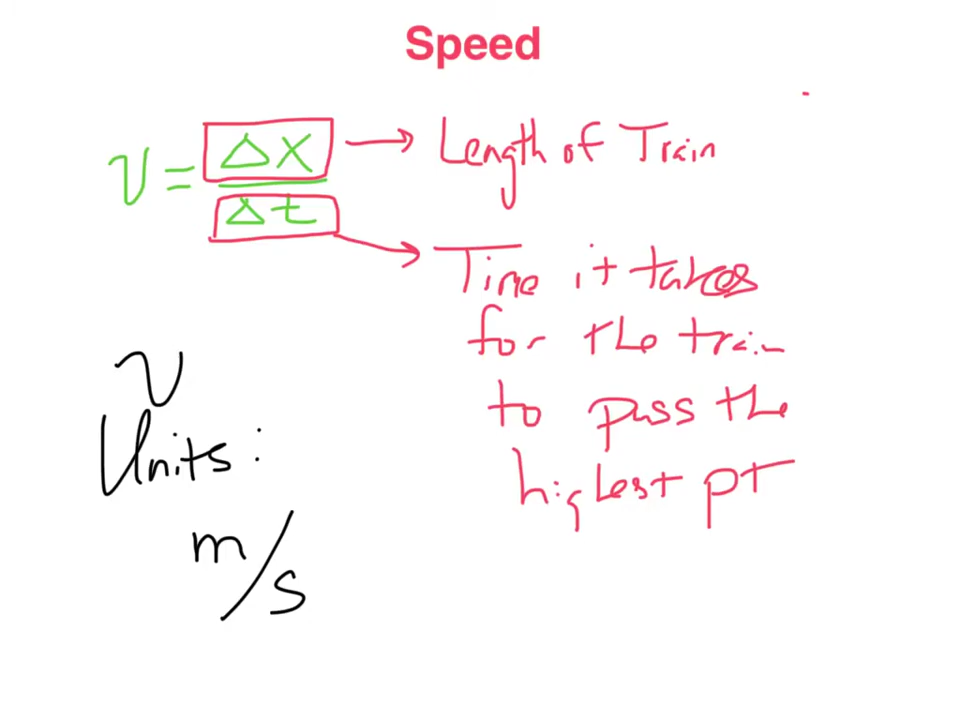 Speed
v = Δx / Δt
Length of Train
Time it takes
for the train
to pass the
highest pt
v
Units:
m/s